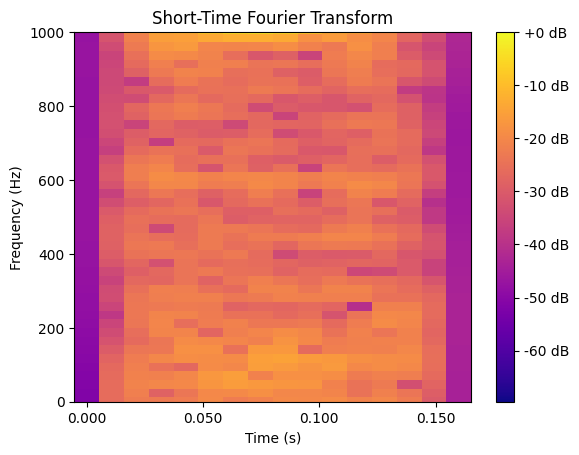 Short-Time Fourier Transform
1000
800
600
400
200
0
Frequency (Hz)
0.000
0.050
0.100
0.150
Time (s)
+0 dB
-10 dB
-20 dB
-30 dB
-40 dB
-50 dB
-60 dB